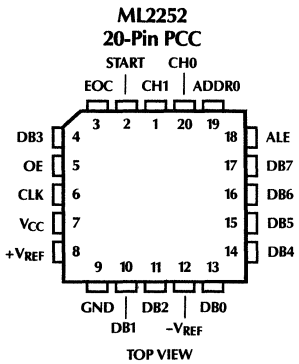 ML2252
20-Pin PCC
START CH0
EOC CH1 ADDR0
3 2 1 20 19
DB3 4 18 ALE
OE 5 17 DB7
CLK 6 16 DB6
VCC 7 15 DB5
+VREF 8 14 DB4
9 10 11 12 13
GND DB2 DB0
DB1 –VREF
TOP VIEW